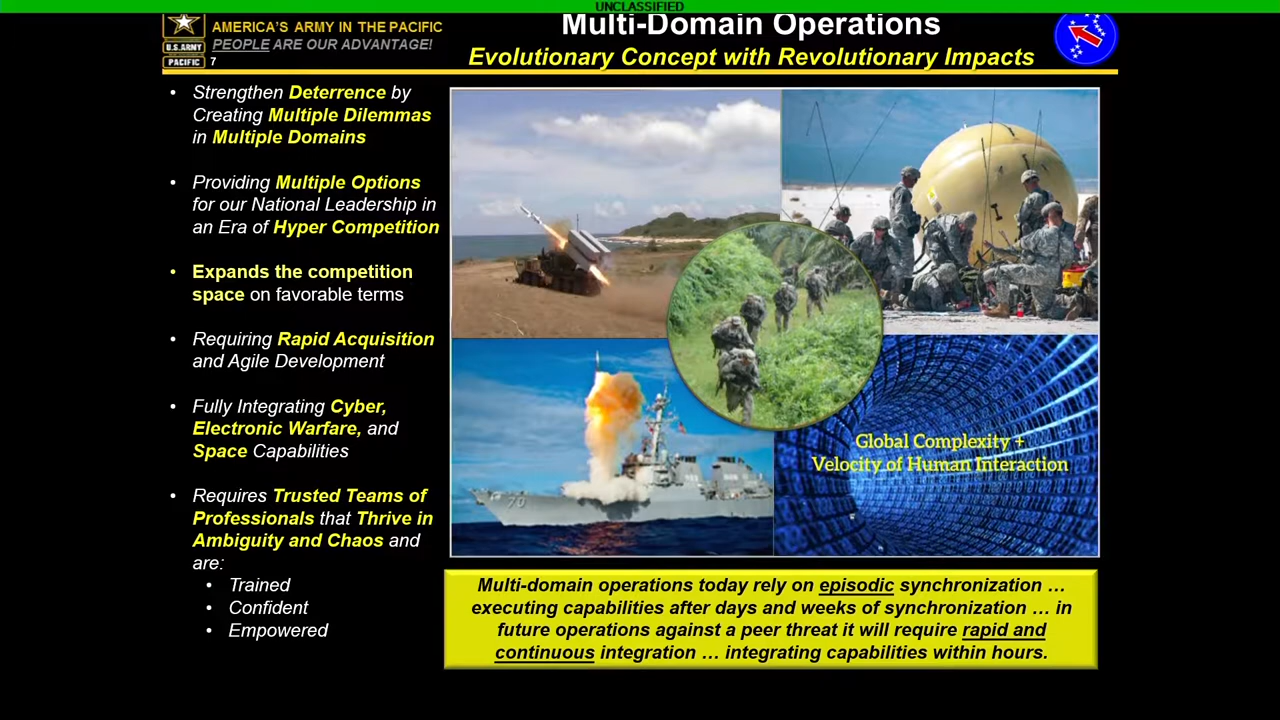 UNCLASSIFIED
AMERICA'S ARMY IN THE PACIFIC
PEOPLE ARE OUR ADVANTAGE!
U.S.ARMY
PACIFIC
7
Multi-Domain Operations
Evolutionary Concept with Revolutionary Impacts
• Strengthen Deterrence by
Creating Multiple Dilemmas
in Multiple Domains
• Providing Multiple Options
for our National Leadership in
an Era of Hyper Competition
• Expands the competition
space on favorable terms
• Requiring Rapid Acquisition
and Agile Development
• Fully Integrating Cyber,
Electronic Warfare, and
Space Capabilities
• Requires Trusted Teams of
Professionals that Thrive in
Ambiguity and Chaos and
are:
• Trained
• Confident
• Empowered
70
Global Complexity +
Velocity of Human Interaction
Multi-domain operations today rely on episodic synchronization …
executing capabilities after days and weeks of synchronization … in
future operations against a peer threat it will require rapid and
continuous integration … integrating capabilities within hours.